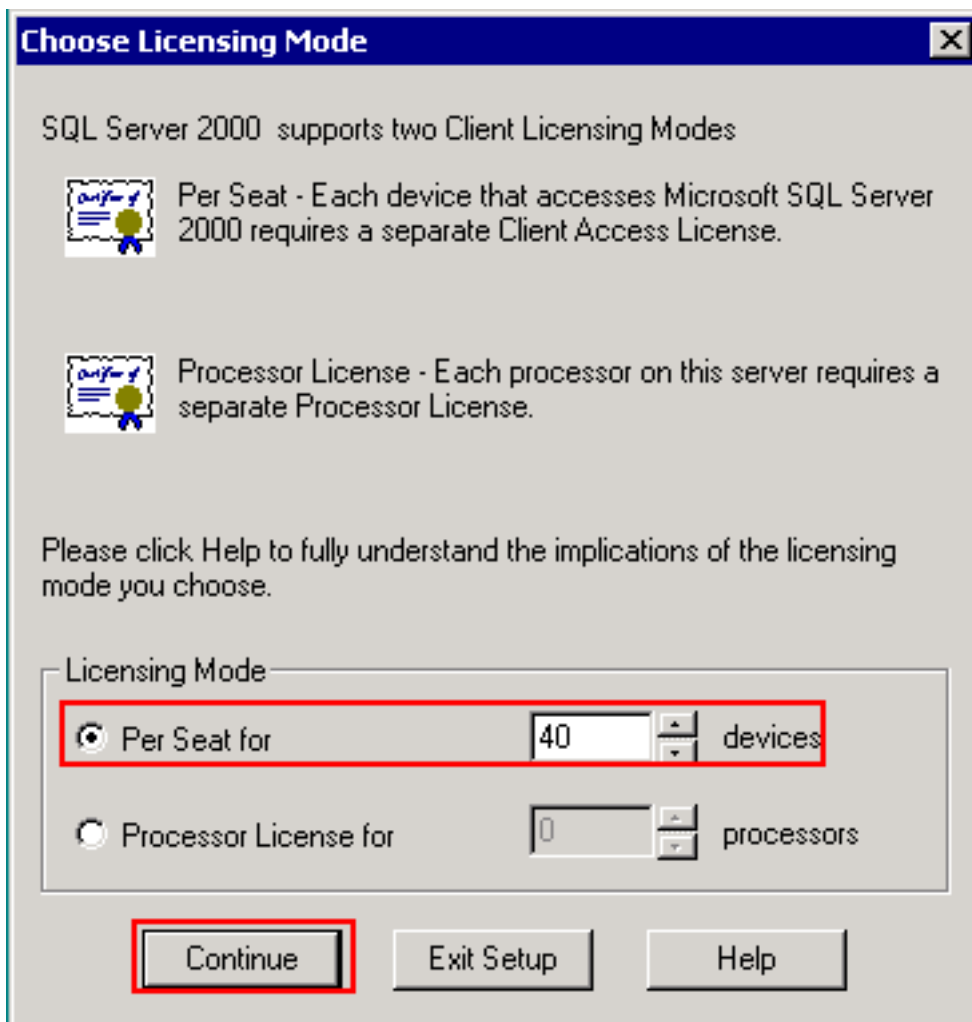 Choose Licensing Mode
SQL Server 2000  supports two Client Licensing Modes
Per Seat - Each device that accesses Microsoft SQL Server
2000 requires a separate Client Access License.
Processor License - Each processor on this server requires a
separate Processor License.
Please click Help to fully understand the implications of the licensing
mode you choose.
Licensing Mode
Per Seat for 40 devices
Processor License for 0 processors
Continue Exit Setup Help